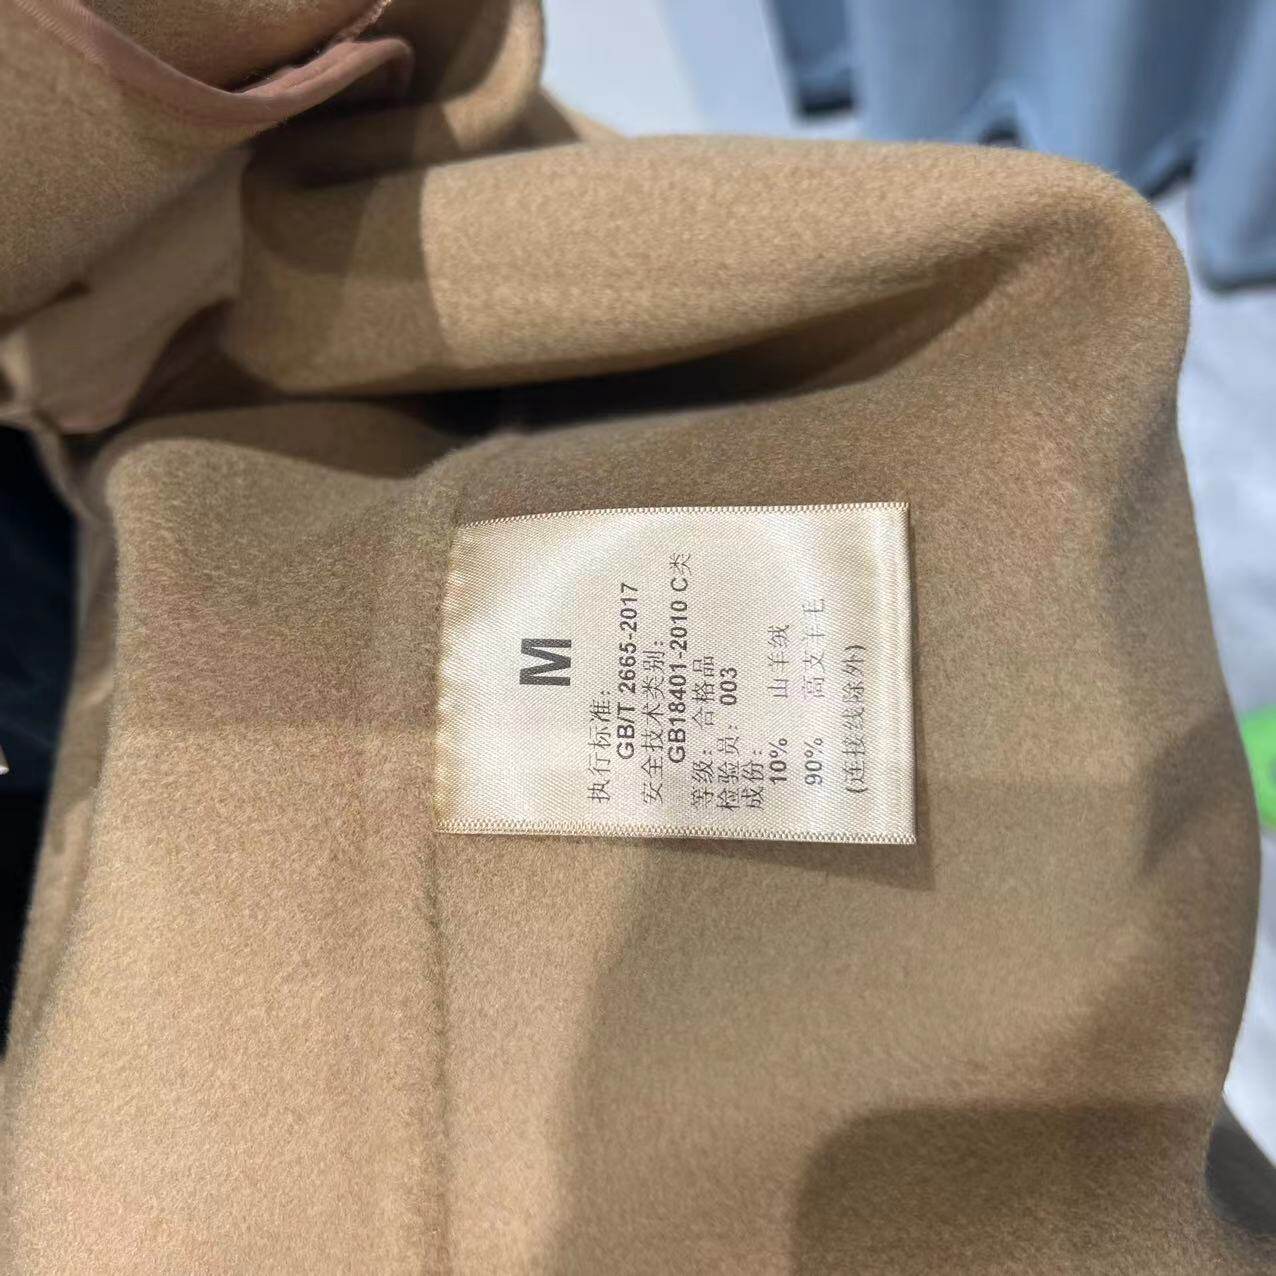 M
执行标准：
GB/T 2665-2017
安全技术类别：
GB18401-2010 C类
等级：合格品
检验员：003
成份：
10% 山羊绒
90% 高支羊毛
(连接线除外)